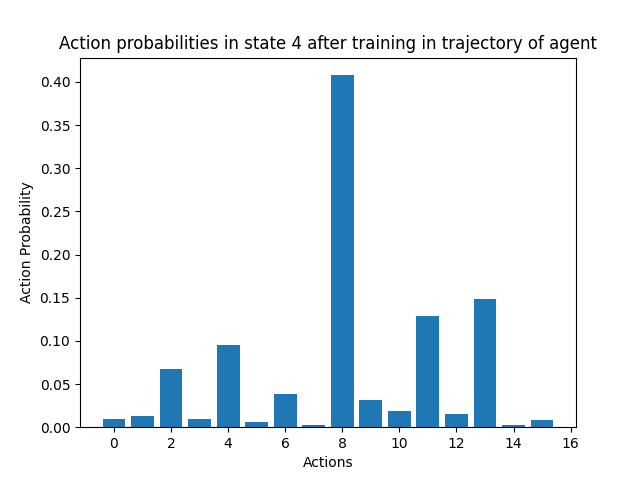 Action probabilities in state 4 after training in trajectory of agent
0.40
0.35
0.30
0.25
0.20
0.15
0.10
0.05
0.00
Action Probability
0 2 4 6 8 10 12 14 16
Actions